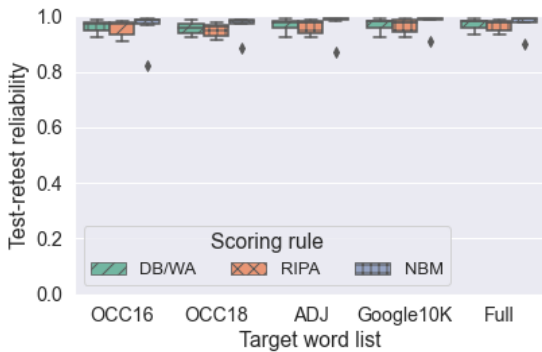 Test-retest reliability
1.0
0.8
0.6
0.4
0.2
0.0
Scoring rule
DB/WA RIPA NBM
OCC16 OCC18 ADJ Google10K Full
Target word list